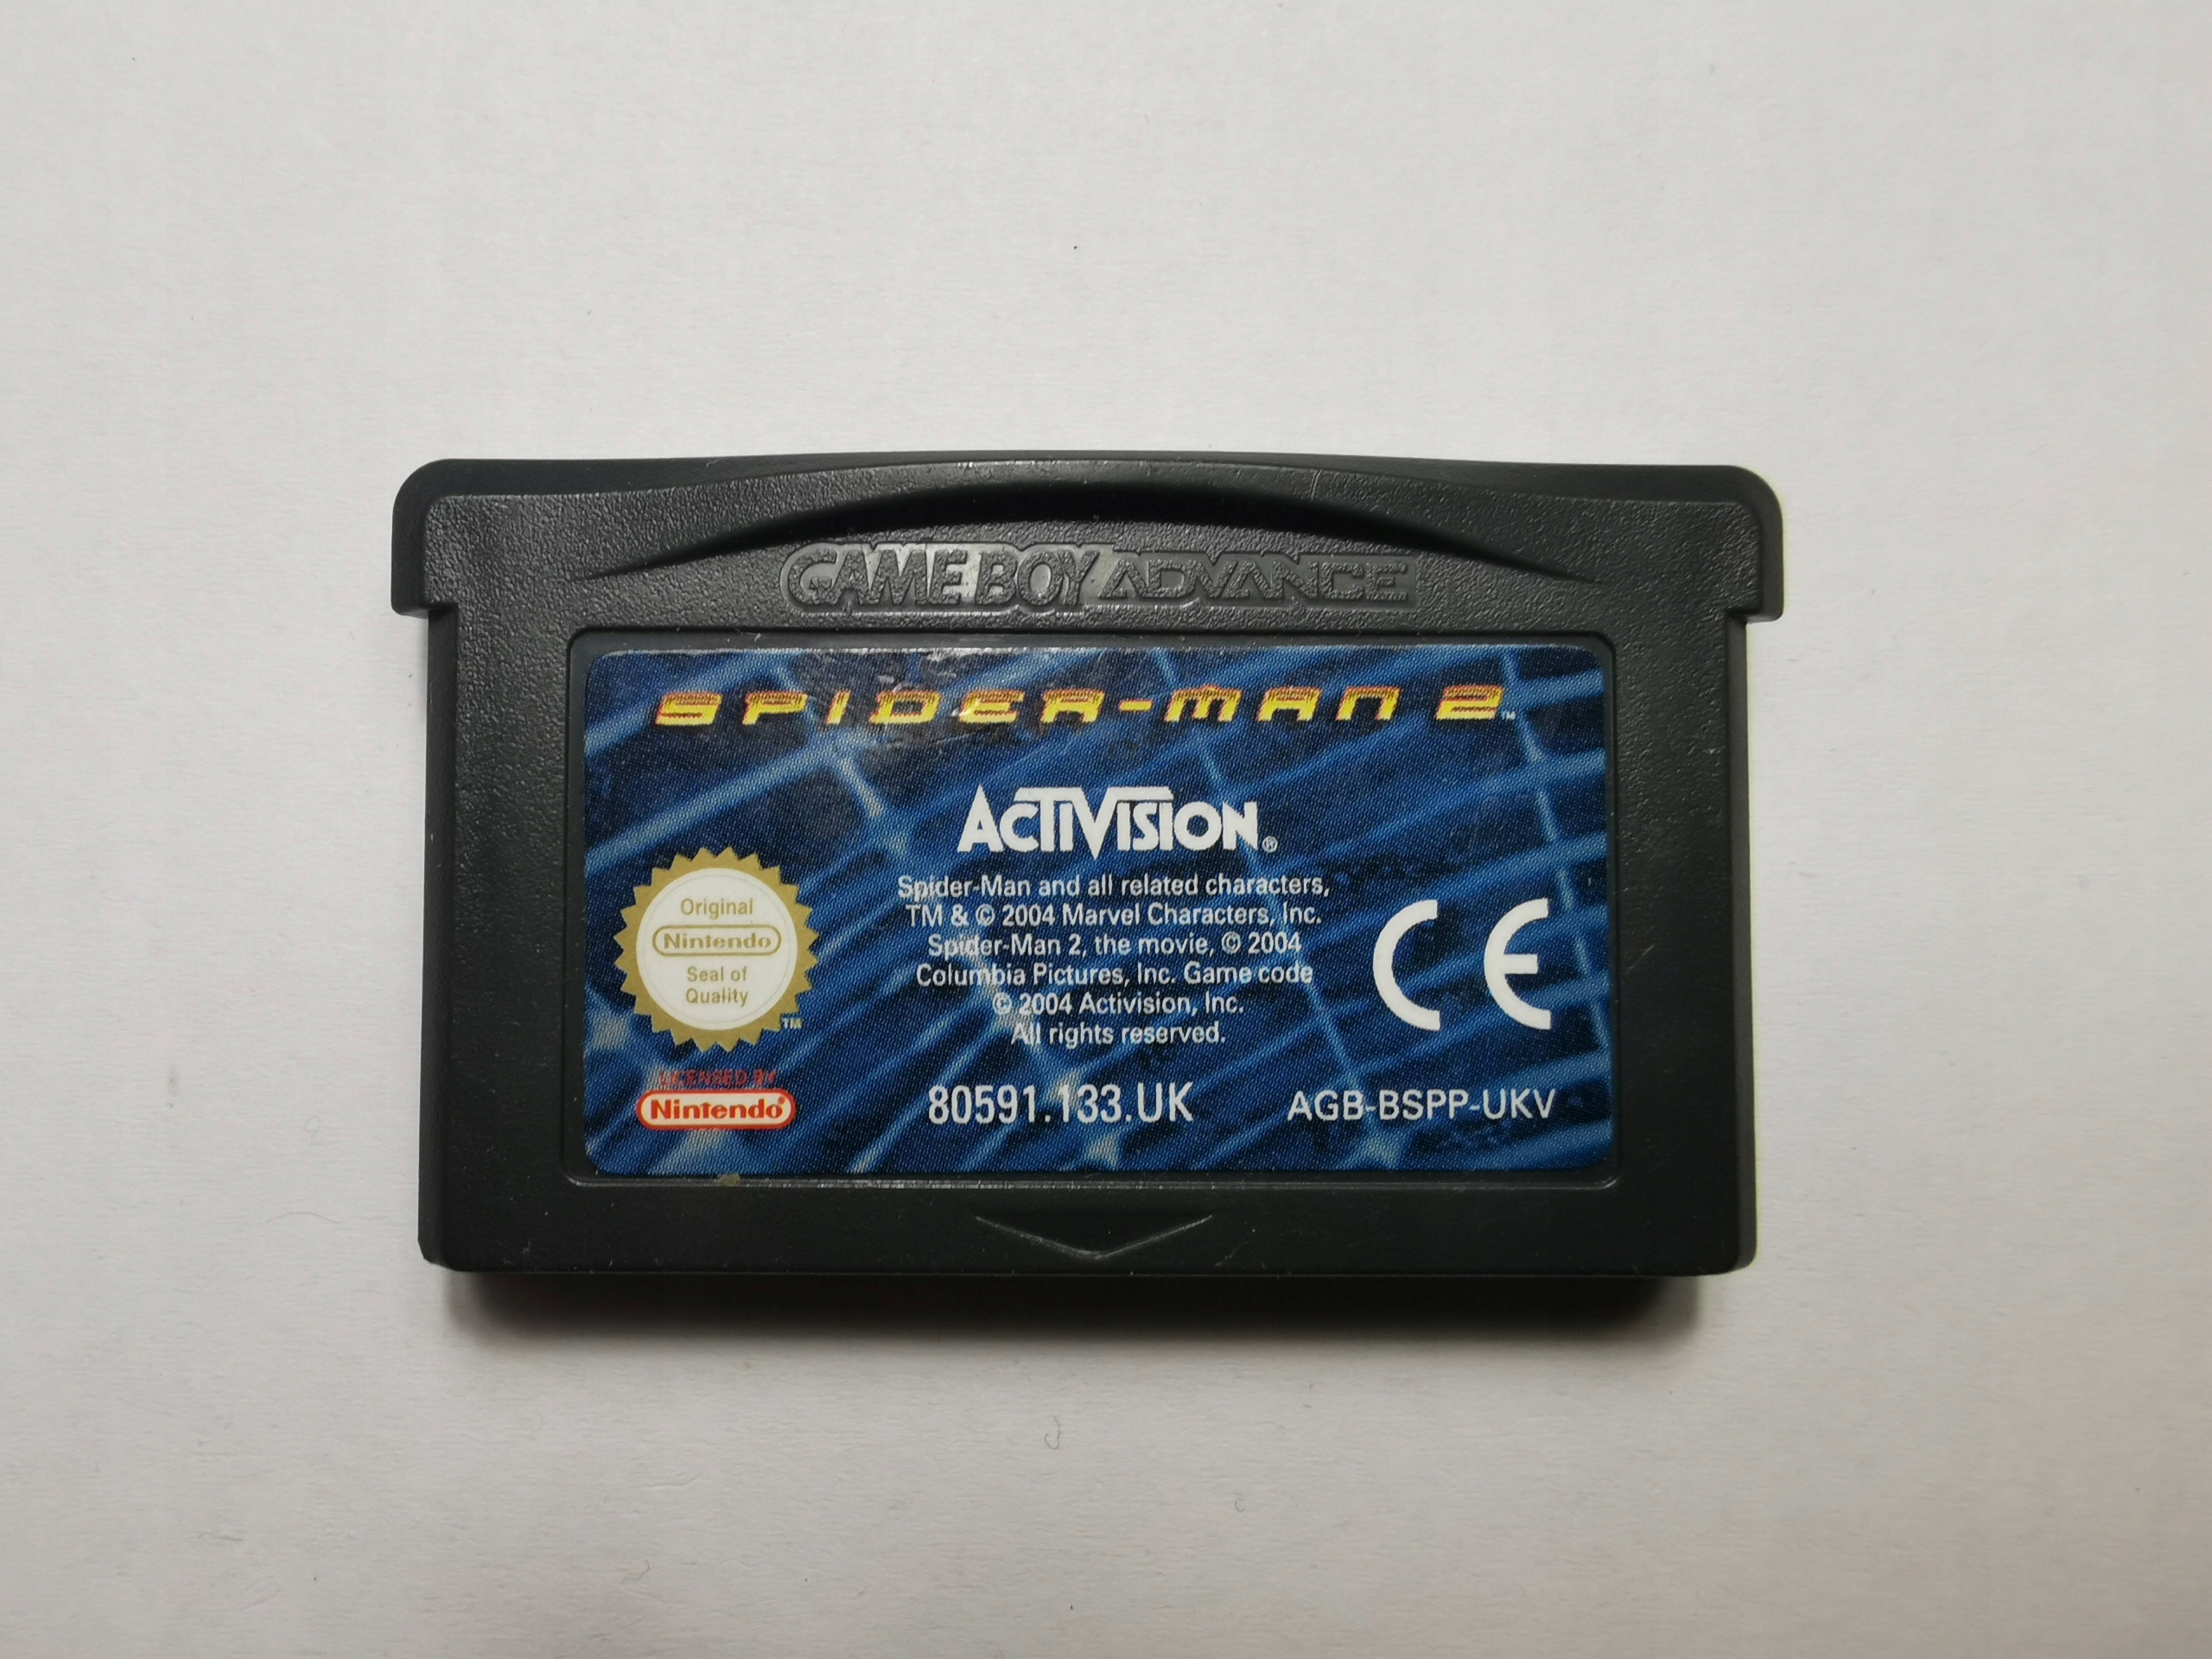 GAME BOY ADVANCE
SPIDER-MAN 2™
ACTIVISION®
Spider-Man and all related characters,
TM & © 2004 Marvel Characters, Inc.
Spider-Man 2, the movie, © 2004
Columbia Pictures, Inc. Game code
© 2004 Activision, Inc.
All rights reserved.
Original
Nintendo
Seal of
Quality
™
CE
LICENSED BY
Nintendo®
80591.133.UK
AGB-BSPP-UKV